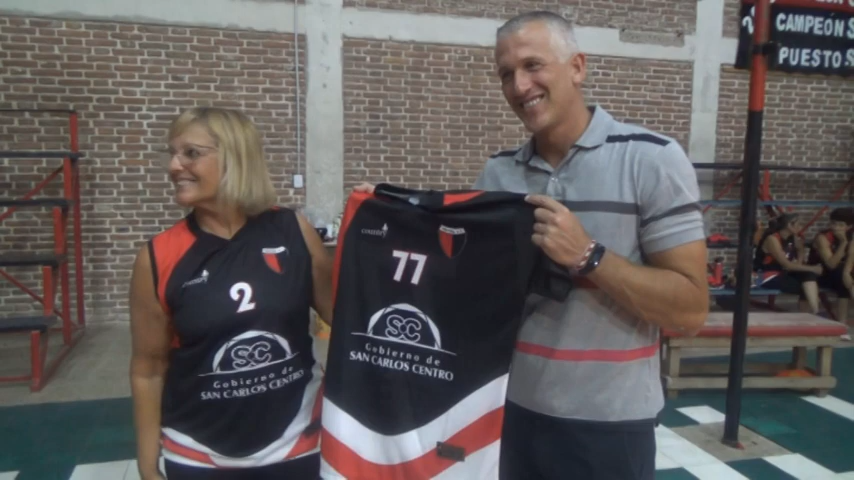 CAMPEÓN
PUESTO
2
SC
Gobierno de
SAN CARLOS CENTRO
77
SC
Gobierno de
SAN CARLOS CENTRO